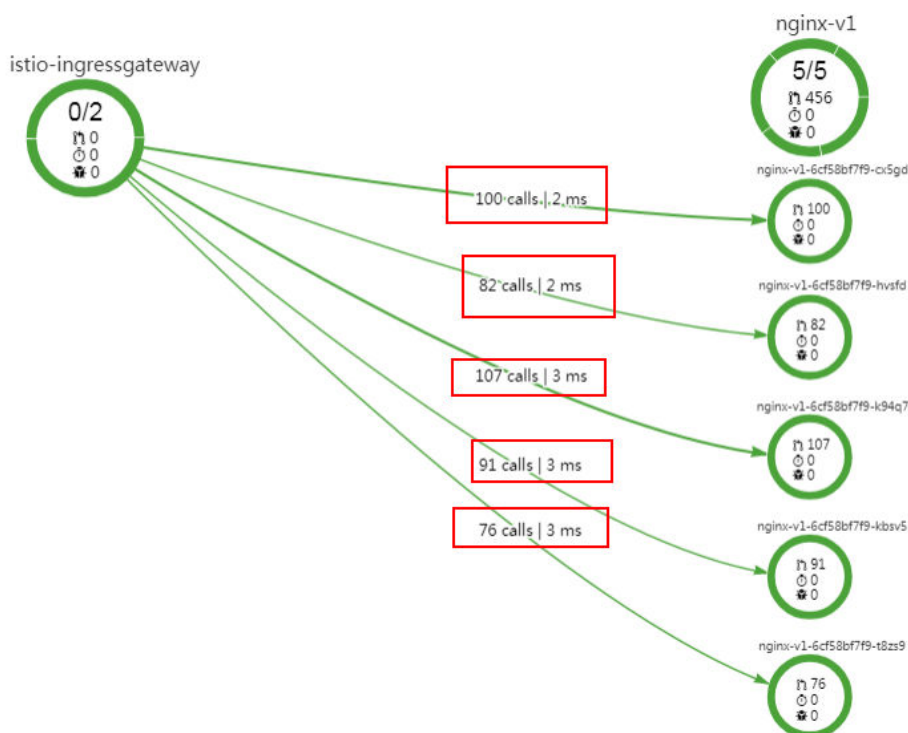 istio-ingressgateway
0/2
0
0
0
nginx-v1
5/5
456
0
0
100 calls | 2 ms
nginx-v1-6cf58bf7f9-cx5gd
100
0
0
82 calls | 2 ms
nginx-v1-6cf58bf7f9-hvsfd
82
0
0
107 calls | 3 ms
nginx-v1-6cf58bf7f9-k94q7
107
0
0
91 calls | 3 ms
nginx-v1-6cf58bf7f9-kbsv5
91
0
0
76 calls | 3 ms
nginx-v1-6cf58bf7f9-t8zs9
76
0
0